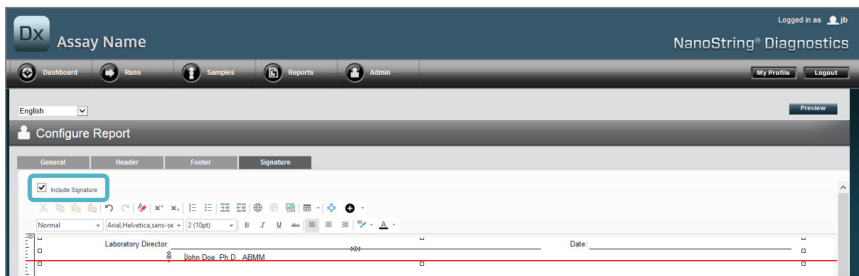 Logged in as jb
Dx Assay Name
NanoString® Diagnostics
Dashboard Runs Samples Reports Admin My Profile Logout
English Preview
Configure Report
General Header Footer Signature
Include Signature
Normal Arial,Helvetica,sans-se 2 (10pt) B I U abc A
Laboratory Director: Date:
John Doe, Ph.D., ABMM